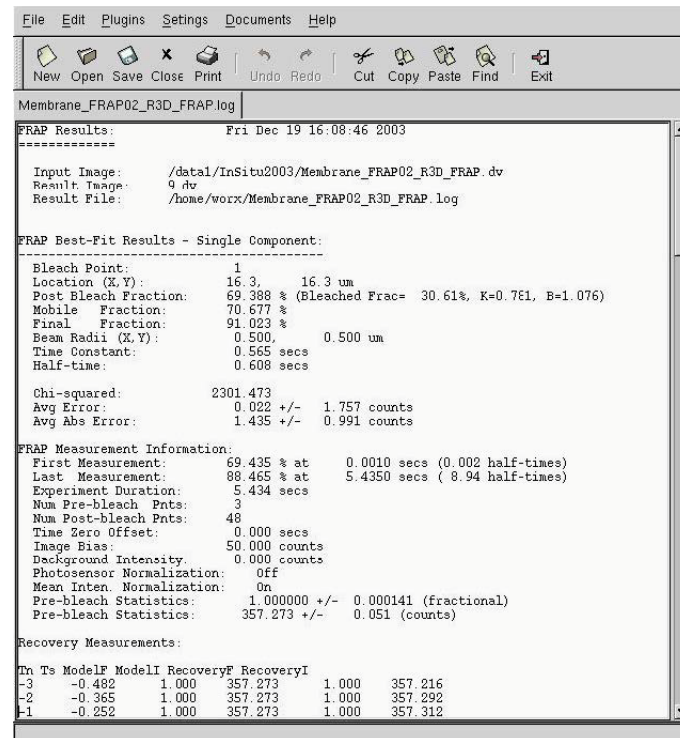 File Edit Plugins Setings Documents Help
New Open Save Close Print Undo Redo Cut Copy Paste Find Exit
Membrane_FRAP02_R3D_FRAP.log
FRAP Results: Fri Dec 19 16:08:46 2003
=============
Input Image: /data1/InSitu2003/Membrane_FRAP02_R3D_FRAP.dv
Result Image: 9 dv
Result File: /home/worx/Membrane_FRAP02_R3D_FRAP.log
FRAP Best-Fit Results - Single Component:
-----------------------------------------
Bleach Point: 1
Location (X,Y): 16.3, 16.3 um
Post Bleach Fraction: 69.388 % (Bleached Frac= 30.61%, K=0.781, B=1.076)
Mobile Fraction: 70.677 %
Final Fraction: 91.023 %
Beam Radii (X,Y): 0.500, 0.500 um
Time Constant: 0.565 secs
Half-time: 0.608 secs
Chi-squared: 2301.473
Avg Error: 0.022 +/- 1.757 counts
Avg Abs Error: 1.435 +/- 0.991 counts
FRAP Measurement Information:
First Measurement: 69.435 % at 0.0010 secs (0.002 half-times)
Last Measurement: 88.465 % at 5.4350 secs ( 8.94 half-times)
Experiment Duration: 5.434 secs
Num Pre-bleach Pnts: 3
Num Post-bleach Pnts: 48
Time Zero Offset: 0.000 secs
Image Bias: 50.000 counts
Background Intensity. 0.000 counts
Photosensor Normalization: Off
Mean Inten. Normalization: On
Pre-bleach Statistics: 1.000000 +/- 0.000141 (fractional)
Pre-bleach Statistics: 357.273 +/- 0.051 (counts)
Recovery Measurements:
Tn Ts ModelF ModelI RecoveryF RecoveryI
-3 -0.482 1.000 357.273 1.000 357.216
-2 -0.365 1.000 357.273 1.000 357.292
-1 -0.252 1.000 357.273 1.000 357.312